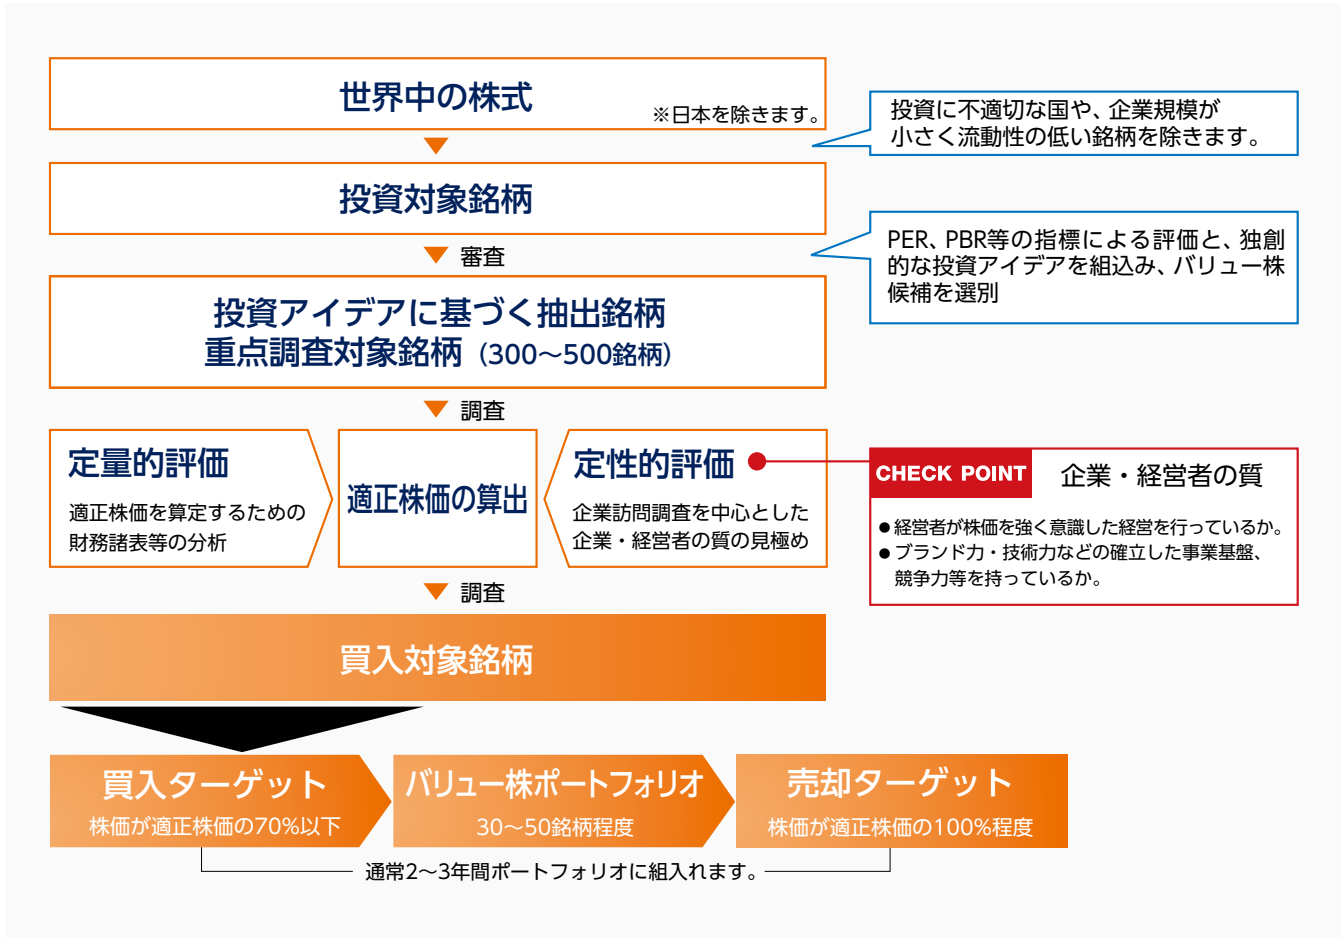 世界中の株式
※日本を除きます。
投資に不適切な国や、企業規模が
小さく流動性の低い銘柄を除きます。
投資対象銘柄
審査
PER、PBR等の指標による評価と、独創
的な投資アイデアを組込み、バリュー株
候補を選別
投資アイデアに基づく抽出銘柄
重点調査対象銘柄（300〜500銘柄）
調査
定量的評価
適正株価を算定するための
財務諸表等の分析
適正株価の算出
定性的評価
企業訪問調査を中心とした
企業・経営者の質の見極め
CHECK POINT 企業・経営者の質
●経営者が株価を強く意識した経営を行っているか。
●ブランド力・技術力などの確立した事業基盤、
競争力等を持っているか。
調査
買入対象銘柄
買入ターゲット
株価が適正株価の70%以下
バリュー株ポートフォリオ
30〜50銘柄程度
売却ターゲット
株価が適正株価の100%程度
通常2〜3年間ポートフォリオに組入れます。